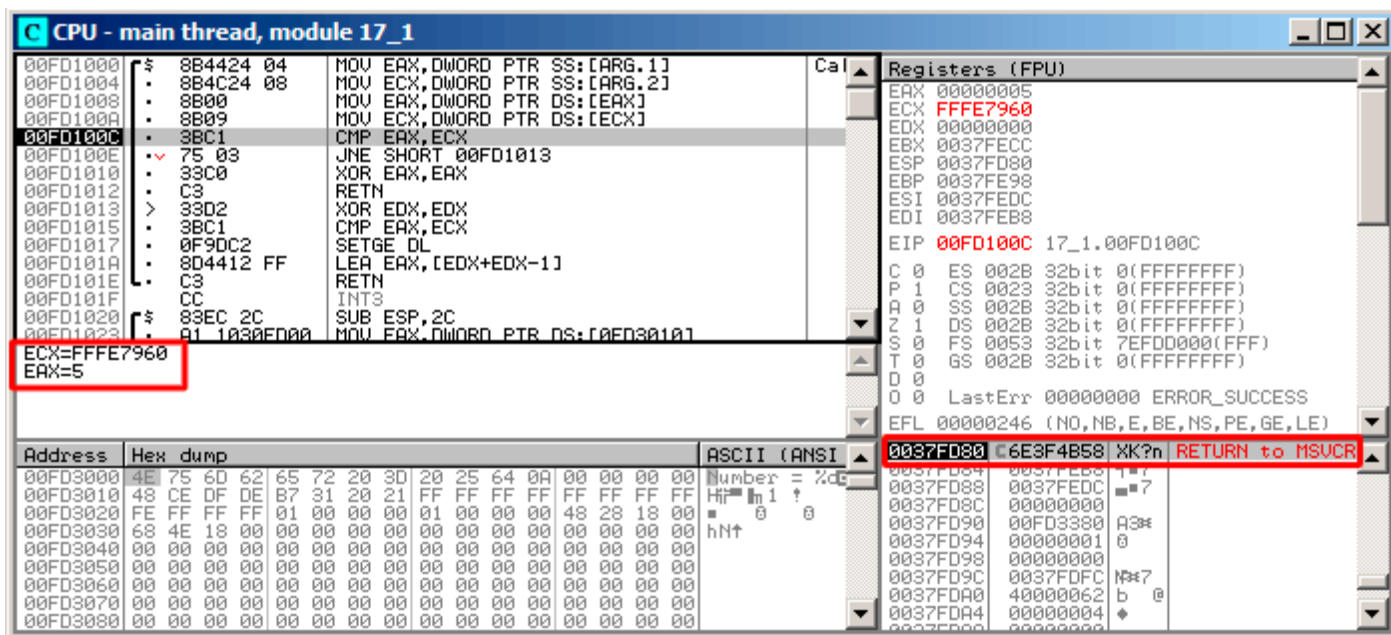 C CPU - main thread, module 17_1
00FD1000 $ 8B4424 04 MOV EAX,DWORD PTR SS:[ARG.1] Cal
00FD1004 . 8B4C24 08 MOV ECX,DWORD PTR SS:[ARG.2]
00FD1008 . 8B00 MOV EAX,DWORD PTR DS:[EAX]
00FD100A . 8B09 MOV ECX,DWORD PTR DS:[ECX]
00FD100C . 3BC1 CMP EAX,ECX
00FD100E . 75 03 JNE SHORT 00FD1013
00FD1010 . 33C0 XOR EAX,EAX
00FD1012 . C3 RETN
00FD1013 > 33D2 XOR EDX,EDX
00FD1015 . 3BC1 CMP EAX,ECX
00FD1017 . 0F9DC2 SETGE DL
00FD101A . 8D4412 FF LEA EAX,[EDX+EDX-1]
00FD101E . C3 RETN
00FD101F CC INT3
00FD1020 $ 83EC 2C SUB ESP,2C
00FD1023 . A1 1030FD00 MOV EAX,DWORD PTR DS:[0FD3010]
ECX=FFFE7960
EAX=5
Registers (FPU)
EAX 00000005
ECX FFFE7960
EDX 00000000
EBX 0037FECC
ESP 0037FD80
EBP 0037FE98
ESI 0037FEDC
EDI 0037FEB8
EIP 00FD100C 17_1.00FD100C
C 0 ES 002B 32bit 0(FFFFFFFF)
P 1 CS 0023 32bit 0(FFFFFFFF)
A 0 SS 002B 32bit 0(FFFFFFFF)
Z 1 DS 002B 32bit 0(FFFFFFFF)
S 0 FS 0053 32bit 7EFDD000(FFF)
T 0 GS 002B 32bit 0(FFFFFFFF)
D 0
O 0 LastErr 00000000 ERROR_SUCCESS
EFL 00000246 (NO,NB,E,BE,NS,PE,GE,LE)
Address Hex dump ASCII (ANSI
00FD3000 4E 75 6D 62 65 72 20 3D 20 25 64 0A 00 00 00 00 Number = %d
00FD3010 48 CE DF DE B7 31 20 21 FF FF FF FF FF FF FF FF
00FD3020 FE FF FF FF 01 00 00 00 01 00 00 00 48 28 18 00
00FD3030 68 4E 18 00 00 00 00 00 00 00 00 00 00 00 00 00 hN↑
00FD3040 00 00 00 00 00 00 00 00 00 00 00 00 00 00 00 00
00FD3050 00 00 00 00 00 00 00 00 00 00 00 00 00 00 00 00
00FD3060 00 00 00 00 00 00 00 00 00 00 00 00 00 00 00 00
00FD3070 00 00 00 00 00 00 00 00 00 00 00 00 00 00 00 00
00FD3080 00 00 00 00 00 00 00 00 00 00 00 00 00 00 00 00
0037FD80 C6E3F4B58 XK?n RETURN to MSVCR
0037FD84 0037FEB8
0037FD88 0037FEDC
0037FD8C 00000000
0037FD90 00FD3380
0037FD94 00000001
0037FD98 00000000
0037FD9C 0037FDFC
0037FDA0 40000062 b @
0037FDA4 00000004 ♦